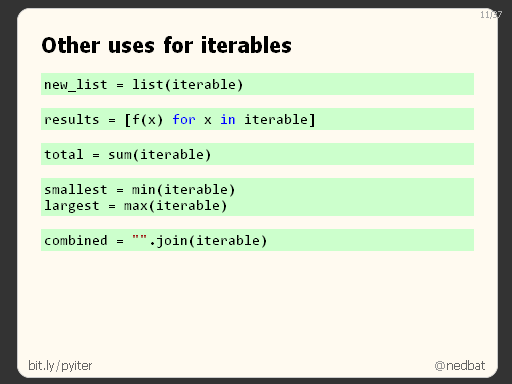 11/37
Other uses for iterables
new_list = list(iterable)
results = [f(x) for x in iterable]
total = sum(iterable)
smallest = min(iterable)
largest = max(iterable)
combined = "".join(iterable)
bit.ly/pyiter
@nedbat